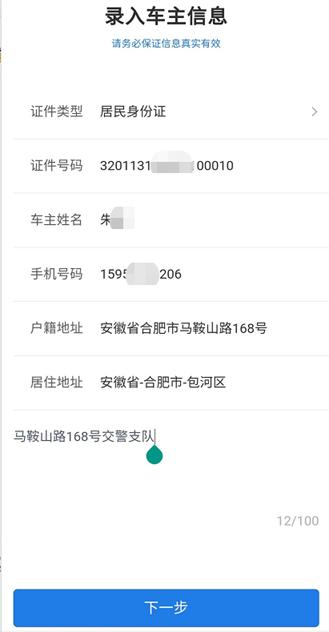 录入车主信息
请务必保证信息真实有效
证件类型 居民身份证
证件号码 3201131 00010
车主姓名 朱
手机号码 159 206
户籍地址 安徽省合肥市马鞍山路168号
居住地址 安徽省-合肥市-包河区
马鞍山路168号交警支队
12/100
下一步